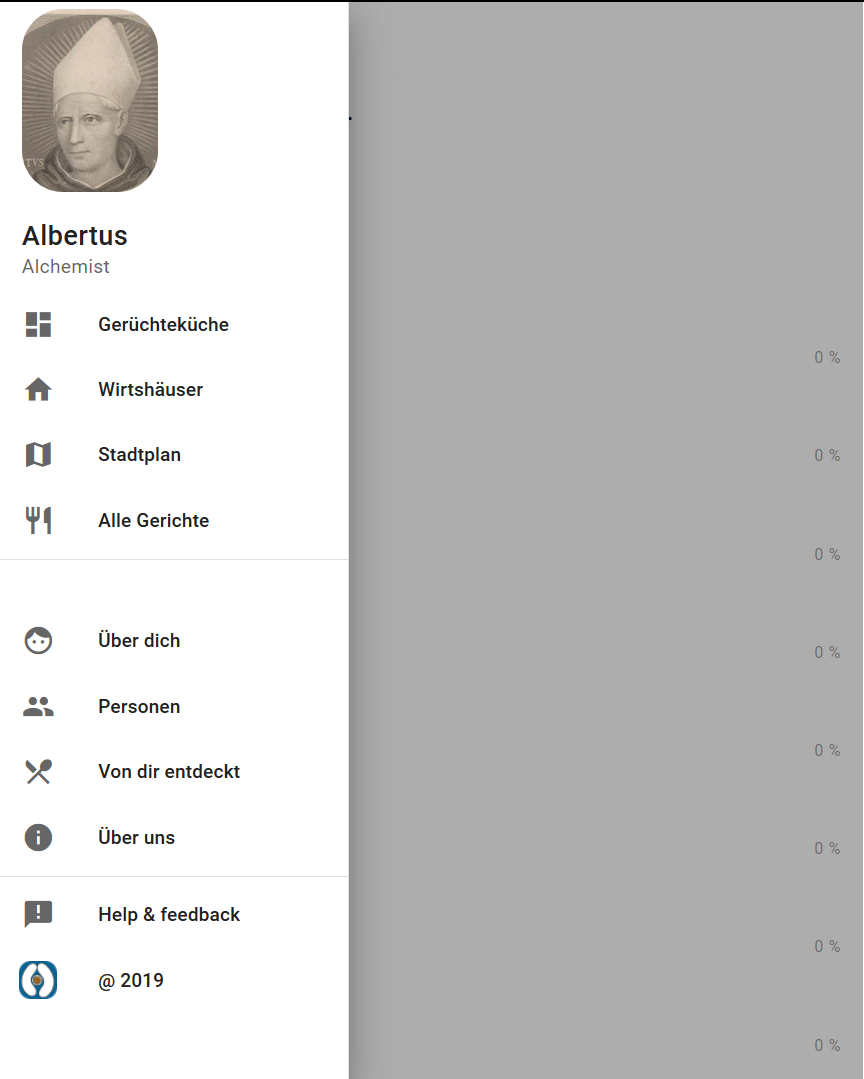 TVS
Albertus
Alchemist
Gerüchteküche
Wirtshäuser
Stadtplan
Alle Gerichte
Über dich
Personen
Von dir entdeckt
Über uns
Help & feedback
@ 2019
0 %
0 %
0 %
0 %
0 %
0 %
0 %
0 %